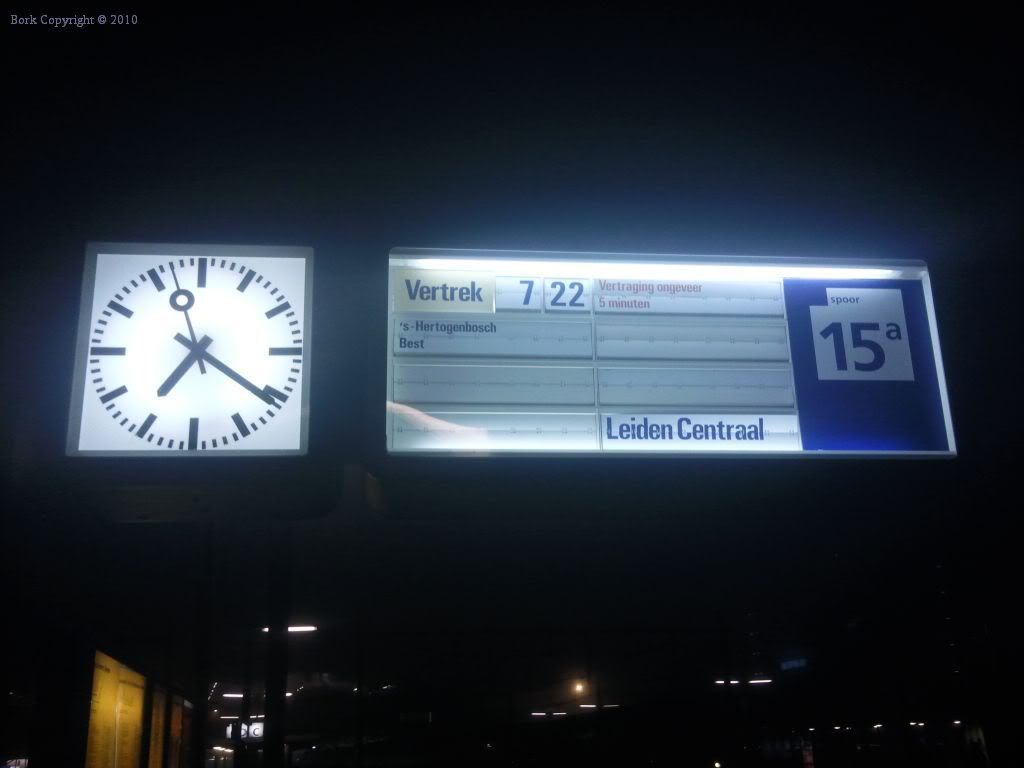 Bork Copyright © 2010
Vertrek 7 22
Vertraging ongeveer
5 minuten
spoor
15a
's-Hertogenbosch
Best
Leiden Centraal
C